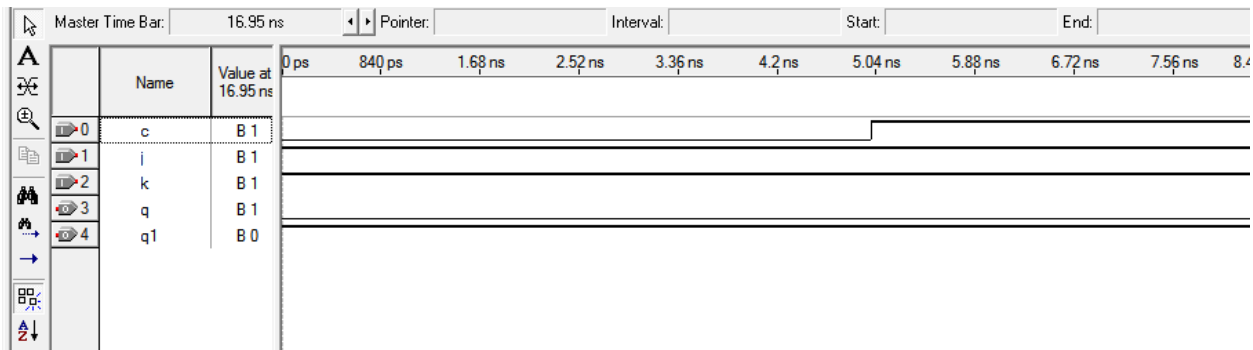 Master Time Bar: 16.95 ns Pointer: Interval: Start: End:
A
Name Value at 16.95 ns 0 ps 840 ps 1.68 ns 2.52 ns 3.36 ns 4.2 ns 5.04 ns 5.88 ns 6.72 ns 7.56 ns 8.4
0 c B 1
1 j B 1
2 k B 1
3 q B 1
4 q1 B 0
A
Z